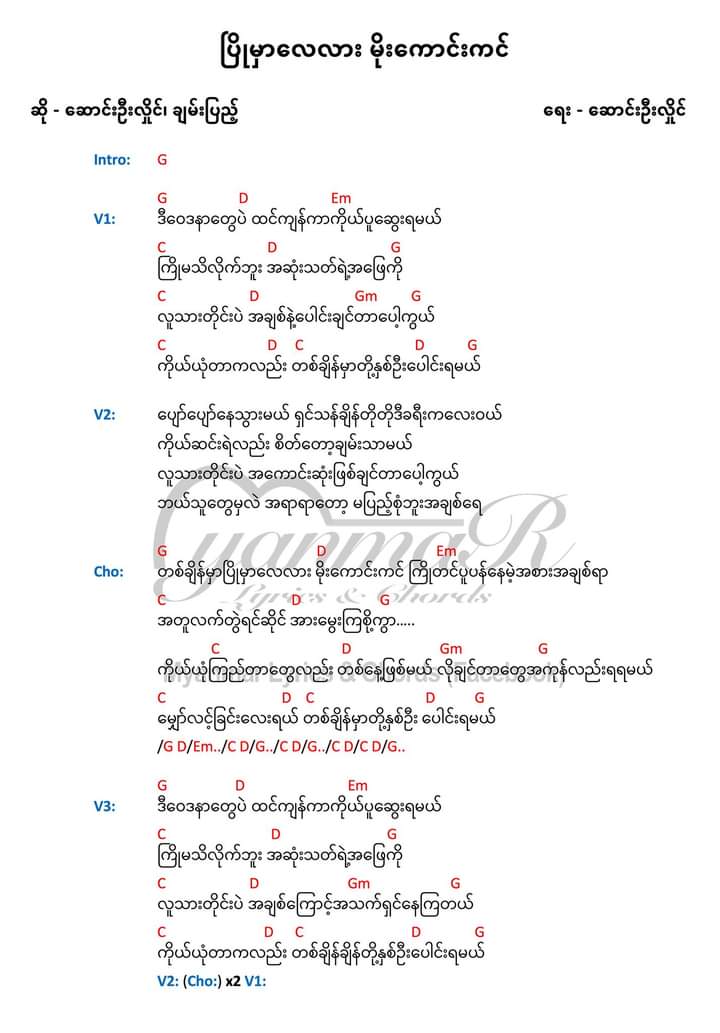 ပြိုမှာလေလား မိုးကောင်းကင်
ဆို - ဆောင်းဦးလှိုင်၊ ချမ်းပြည့် ရေး - ဆောင်းဦးလှိုင်
Intro: G
G D Em
V1: ဒီဝေဒနာတွေပဲ ထင်ကျန်ကာကိုယ်ပူဆွေးရမယ်
C D G
ကြိုမသိလိုက်ဘူး အဆုံးသတ်ရဲ့အဖြေကို
C D Gm G
လူသားတိုင်းပဲ အချစ်နဲ့ပေါင်းချင်တာပေါ့ကွယ်
C D C D G
ကိုယ်ယုံတာကလည်း တစ်ချိန်မှာတို့နှစ်ဦးပေါင်းရမယ်
V2: ပျော်ပျော်နေသွားမယ် ရှင်သန်ချိန်တိုတိုဒီခရီးကလေးဝယ်
ကိုယ်ဆင်းရဲလည်း စိတ်တော့ချမ်းသာမယ်
လူသားတိုင်းပဲ အကောင်းဆုံးဖြစ်ချင်တာပေါ့ကွယ်
ဘယ်သူတွေမှလဲ အရာရာတော့ မပြည့်စုံဘူးအချစ်ရေ
G D Em
Cho: တစ်ချိန်မှာပြိုမှာလေလား မိုးကောင်းကင် ကြိုတင်ပူပန်နေမဲ့အစားအချစ်ရာ
C D G
အတူလက်တွဲရင်ဆိုင် အားမွေးကြစို့ကွာ.....
C D Gm G
ကိုယ်ယုံကြည်တာတွေလည်း တစ်နေ့ဖြစ်မယ် လိုချင်တာတွေအကုန်လည်းရရမယ်
C D C D G
မျှော်လင့်ခြင်းလေးရယ် တစ်ချိန်မှာတို့နှစ်ဦး ပေါင်းရမယ်
/G D/Em../C D/G../C D/G../C D/C D/G..
G D Em
V3: ဒီဝေဒနာတွေပဲ ထင်ကျန်ကာကိုယ်ပူဆွေးရမယ်
C D G
ကြိုမသိလိုက်ဘူး အဆုံးသတ်ရဲ့အဖြေကို
C D Gm G
လူသားတိုင်းပဲ အချစ်ကြောင့်အသက်ရှင်နေကြတယ်
C D C D G
ကိုယ်ယုံတာကလည်း တစ်ချိန်ချိန်တို့နှစ်ဦးပေါင်းရမယ်
V2: (Cho:) x2 V1:
MyanmaR
Lyrics & Chords
Myanmar Lyrics & Chords (Facebook)